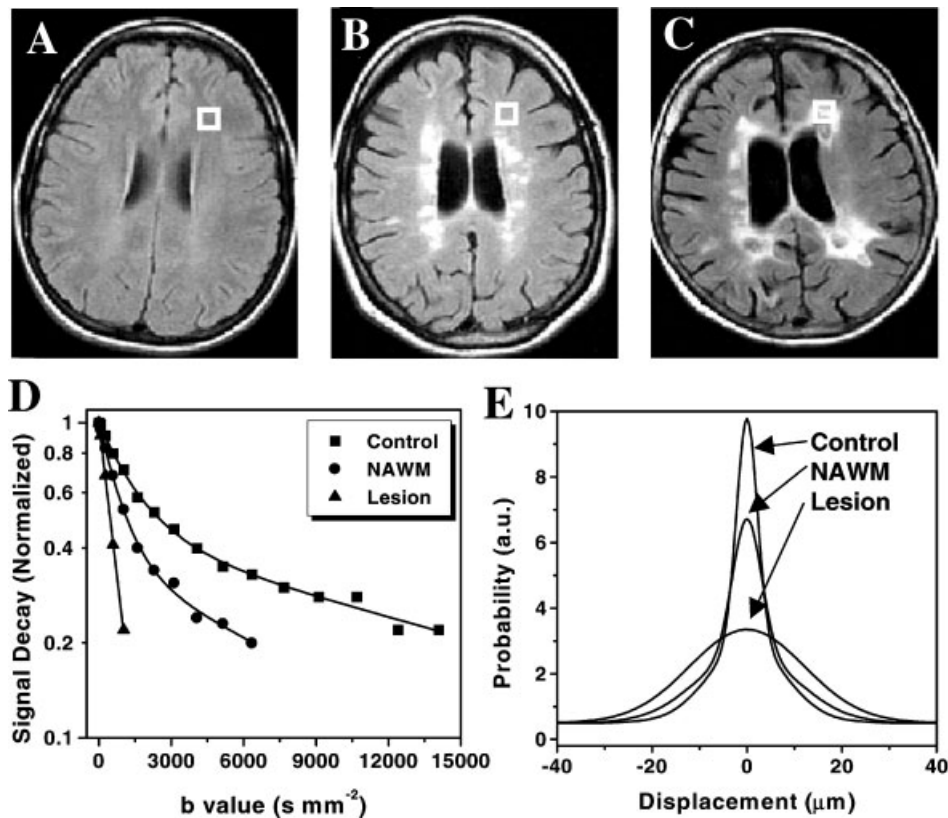 A
B
C
D
Signal Decay (Normalized)
1
0.8
0.6
0.4
0.2
0.1
0 3000 6000 9000 12000 15000
b value (s mm⁻²)
Control
NAWM
Lesion
E
Probability (a.u.)
10
8
6
4
2
0
-40 -20 0 20 40
Displacement (μm)
Control
NAWM
Lesion